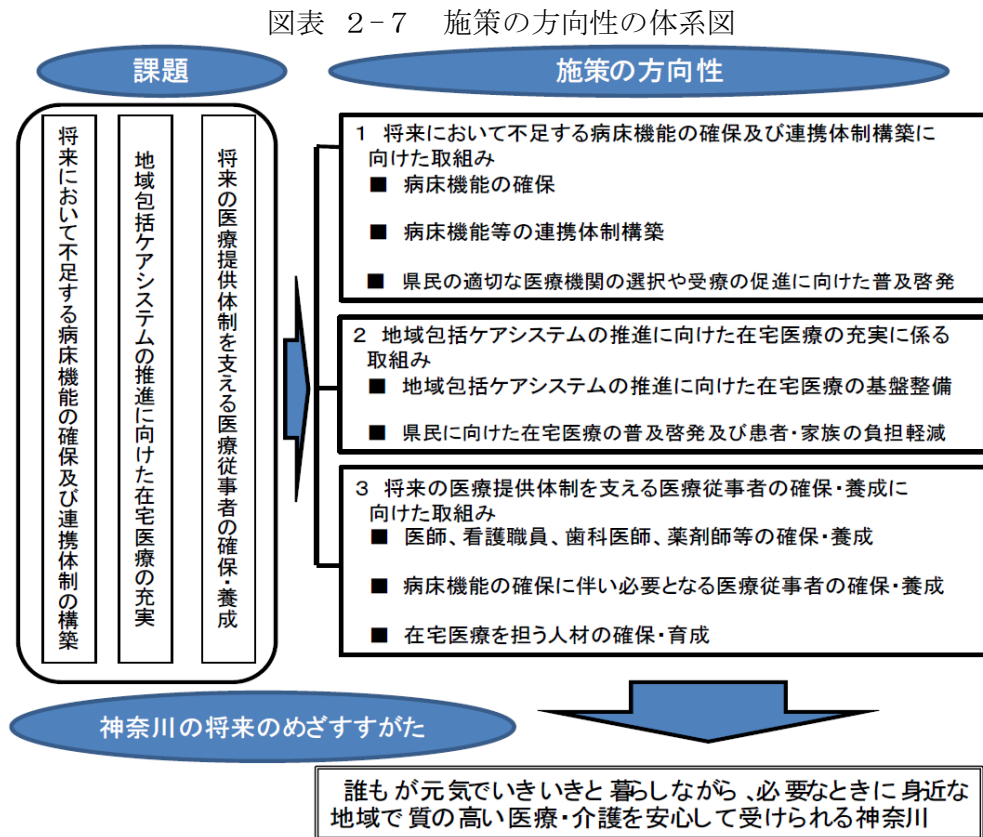 図表 2-7 施策の方向性の体系図
課題
将来において不足する病床機能の確保及び連携体制の構築
地域包括ケアシステムの推進に向けた在宅医療の充実
将来の医療提供体制を支える医療従事者の確保・養成
施策の方向性
1 将来において不足する病床機能の確保及び連携体制構築に
向けた取組み
■ 病床機能の確保
■ 病床機能等の連携体制構築
■ 県民の適切な医療機関の選択や受療の促進に向けた普及啓発
2 地域包括ケアシステムの推進に向けた在宅医療の充実に係る
取組み
■ 地域包括ケアシステムの推進に向けた在宅医療の基盤整備
■ 県民に向けた在宅医療の普及啓発及び患者・家族の負担軽減
3 将来の医療提供体制を支える医療従事者の確保・養成に
向けた取組み
■ 医師、看護職員、歯科医師、薬剤師等の確保・養成
■ 病床機能の確保に伴い必要となる医療従事者の確保・養成
■ 在宅医療を担う人材の確保・育成
神奈川の将来のめざすすがた
誰もが元気でいきいきと暮らしながら、必要なときに身近な
地域で質の高い医療・介護を安心して受けられる神奈川